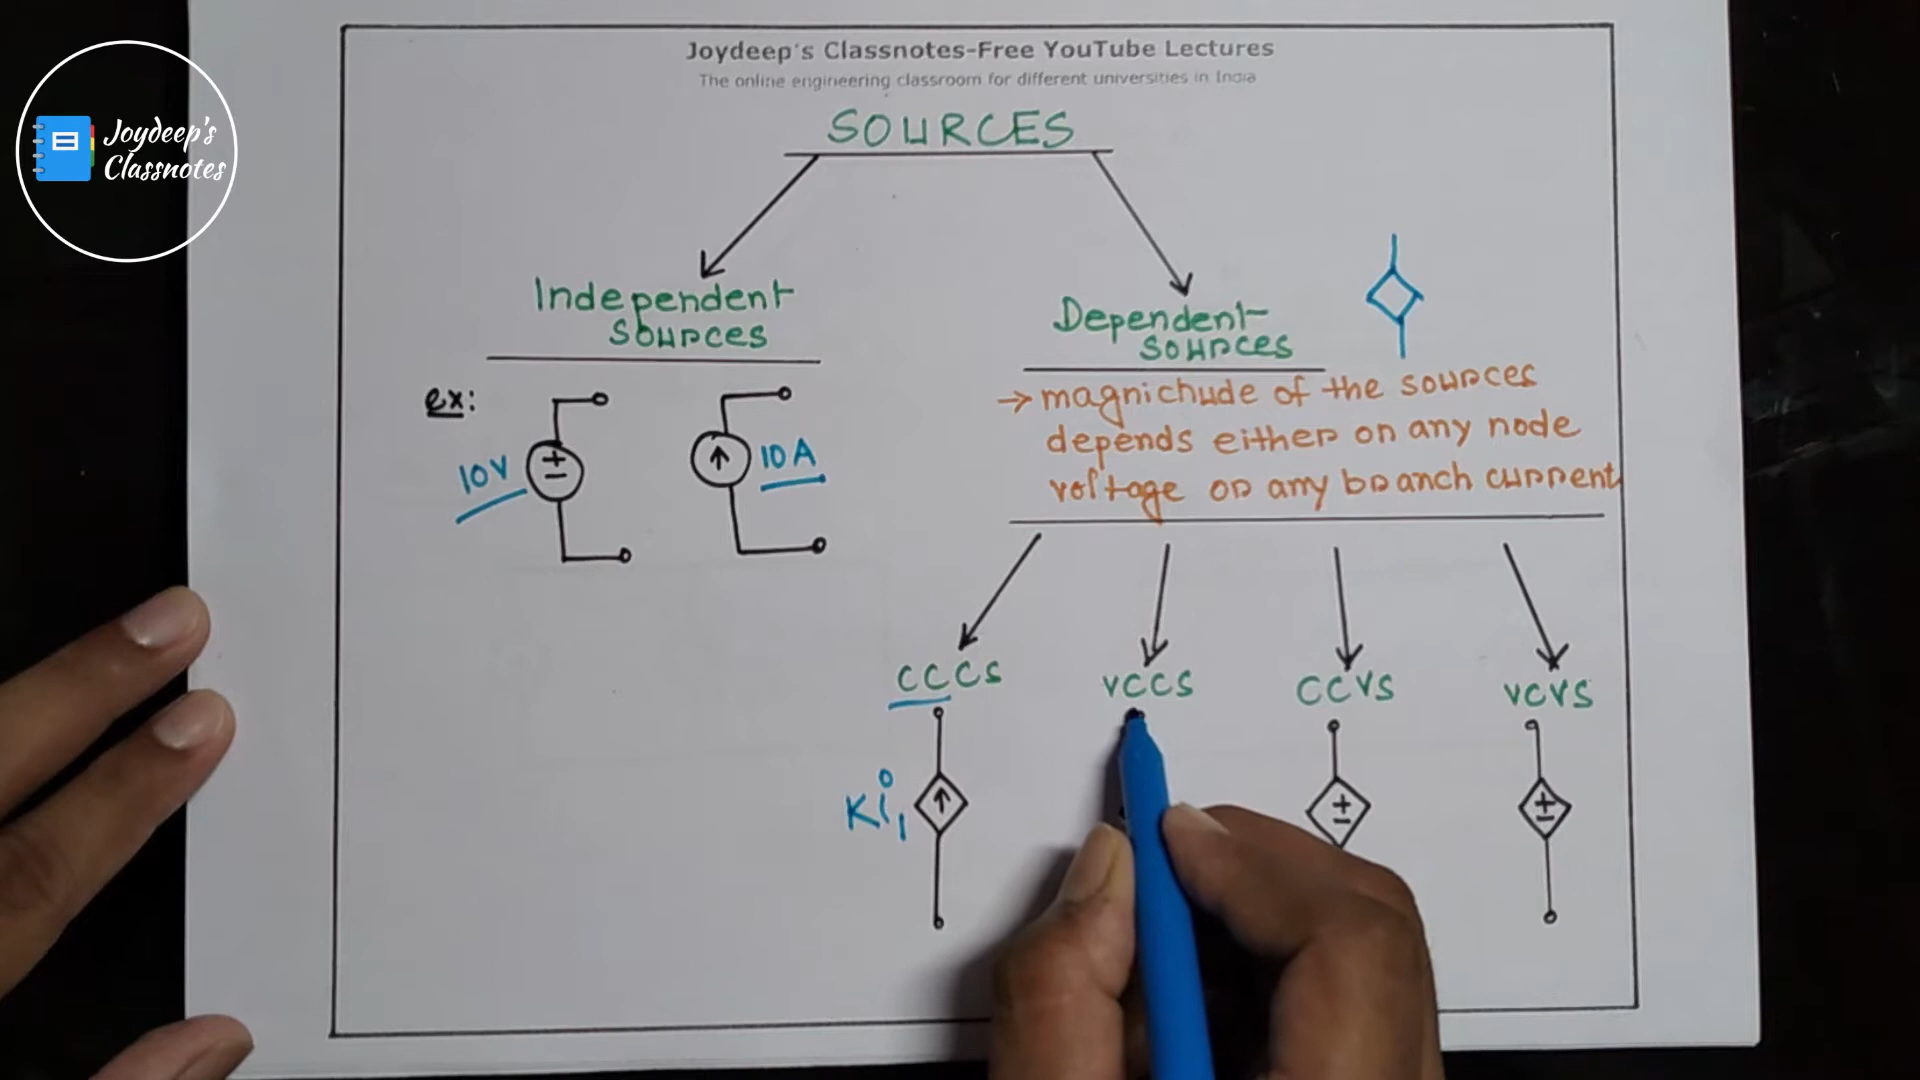 Joydeep's
Classnotes
Joydeep's Classnotes-Free YouTube Lectures
The online engineering classroom for different universities in India
SOURCES
Independent
Sources
Dependent
sources
ex:
10V
10A
→ magnichude of the sources
depends either on any node
voltage or any branch current
CCCS
VCCS
CCVS
VCVS
Ki₁